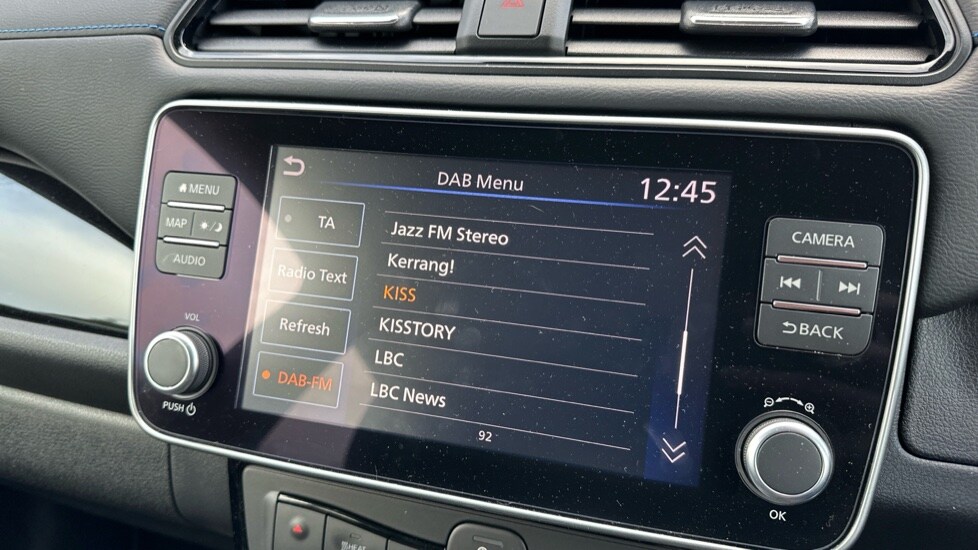 DAB Menu
12:45
TA
Radio Text
Refresh
DAB-FM
Jazz FM Stereo
Kerrang!
KISS
KISSTORY
LBC
LBC News
92
MENU
MAP
AUDIO
VOL
PUSH
CAMERA
BACK
OK
HEAT